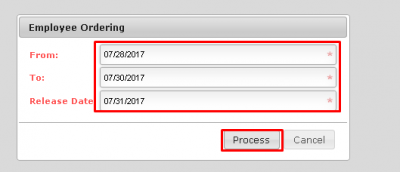 Employee Ordering
From: 07/28/2017 *
To: 07/30/2017 *
Release Date 07/31/2017 *
Process Cancel